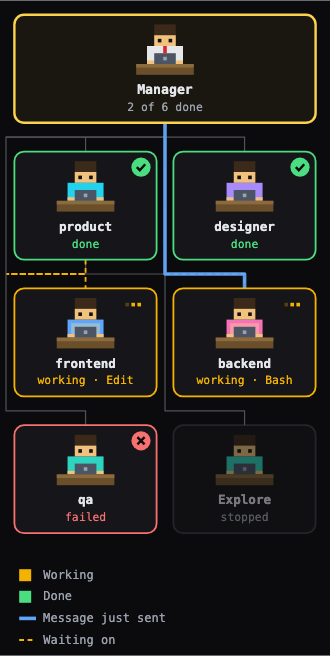 Manager
2 of 6 done
product
done
designer
done
frontend
working · Edit
backend
working · Bash
qa
failed
Explore
stopped
Working
Done
Message just sent
Waiting on